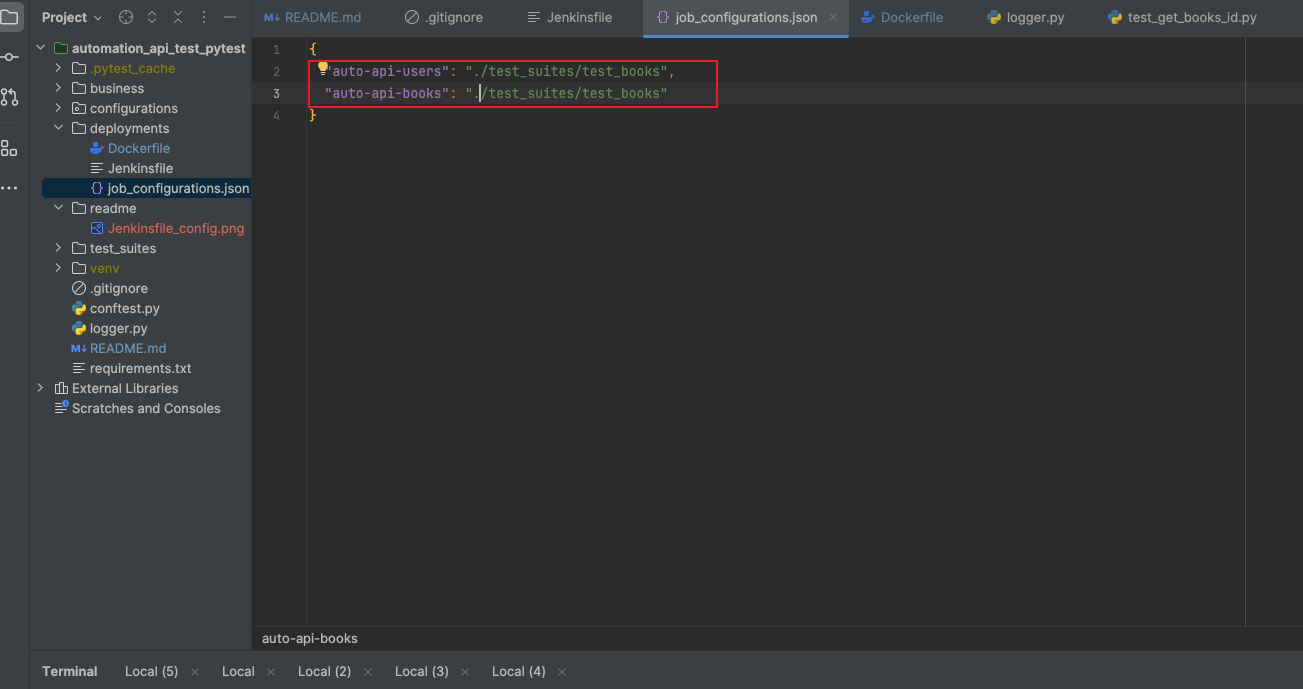 Project
M↓ README.md
.gitignore
Jenkinsfile
{} job_configurations.json
Dockerfile
logger.py
test_get_books_id.py
automation_api_test_pytest
.pytest_cache
business
configurations
deployments
Dockerfile
Jenkinsfile
{} job_configurations.json
readme
Jenkinsfile_config.png
test_suites
venv
.gitignore
conftest.py
logger.py
M↓ README.md
requirements.txt
External Libraries
Scratches and Consoles
1 {
2 "auto-api-users": "./test_suites/test_books",
3 "auto-api-books": "./test_suites/test_books"
4 }
auto-api-books
Terminal Local (5) Local Local (2) Local (3) Local (4)